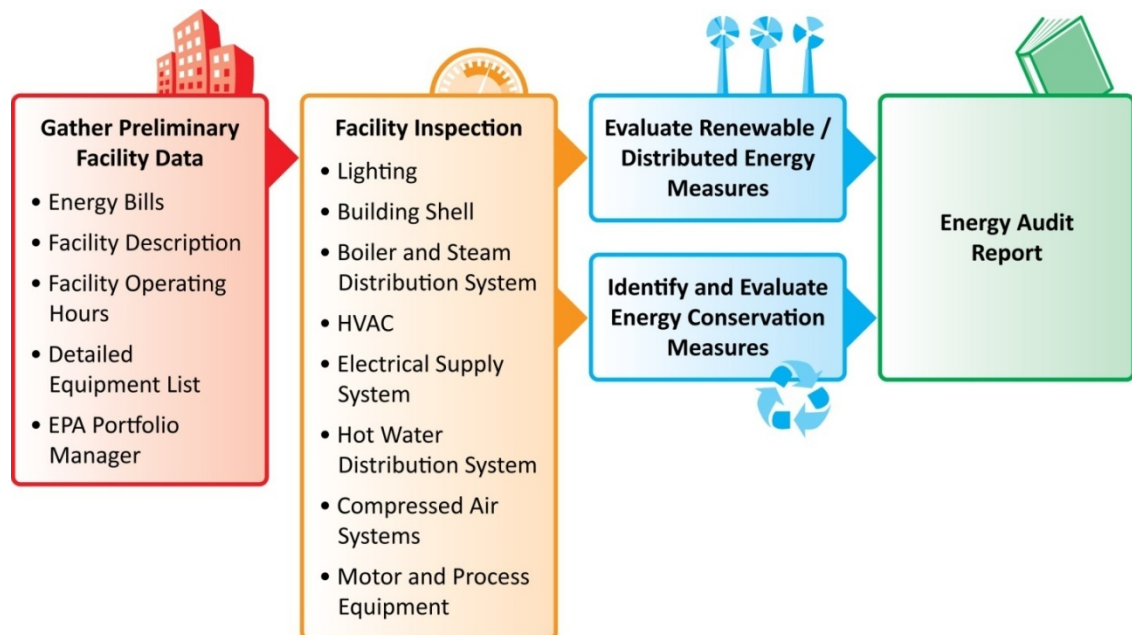 Gather Preliminary
Facility Data
• Energy Bills
• Facility Description
• Facility Operating
Hours
• Detailed
Equipment List
• EPA Portfolio
Manager
Facility Inspection
• Lighting
• Building Shell
• Boiler and Steam
Distribution System
• HVAC
• Electrical Supply
System
• Hot Water
Distribution System
• Compressed Air
Systems
• Motor and Process
Equipment
Evaluate Renewable /
Distributed Energy
Measures
Identify and Evaluate
Energy Conservation
Measures
Energy Audit
Report